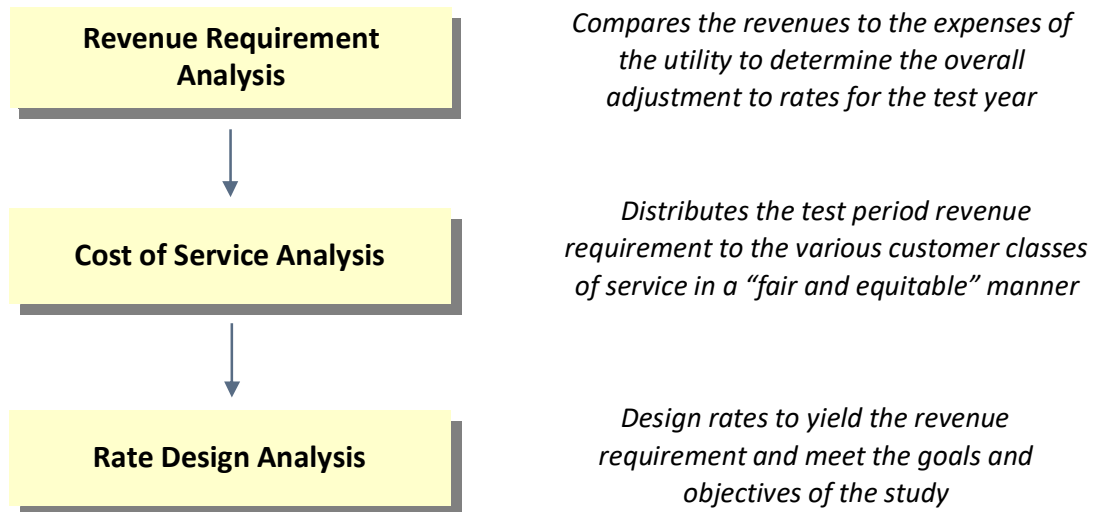 Revenue Requirement
Analysis
Compares the revenues to the expenses of
the utility to determine the overall
adjustment to rates for the test year
Cost of Service Analysis
Distributes the test period revenue
requirement to the various customer classes
of service in a “fair and equitable” manner
Rate Design Analysis
Design rates to yield the revenue
requirement and meet the goals and
objectives of the study